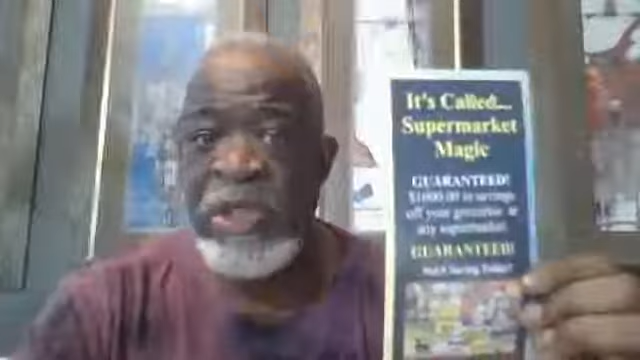 It's Called...
Supermarket
Magic
GUARANTEED!
$1000.00 in savings
off your groceries at
any supermarket.
GUARANTEED!